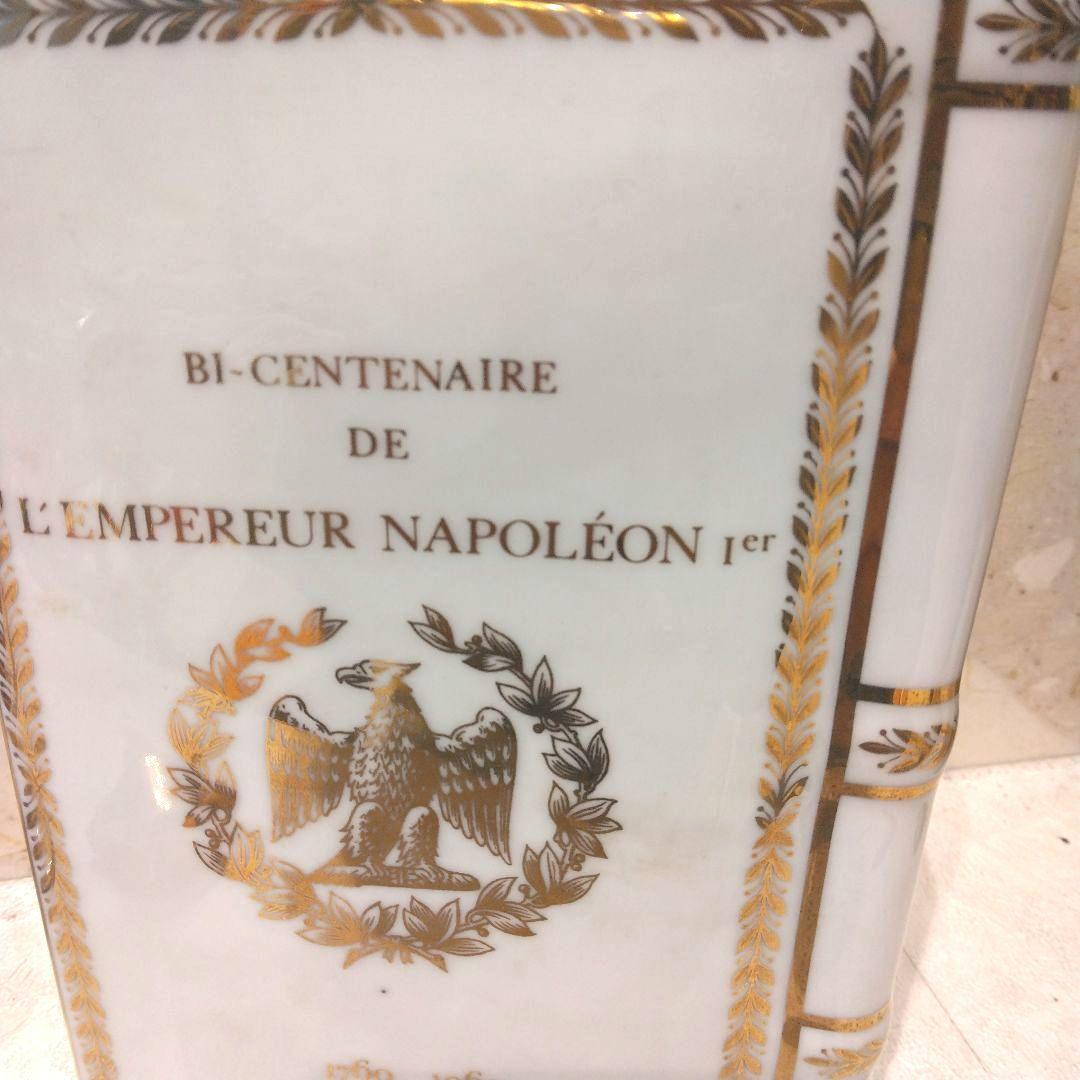 BI-CENTENAIRE
DE
L'EMPEREUR NAPOLÉON Ier